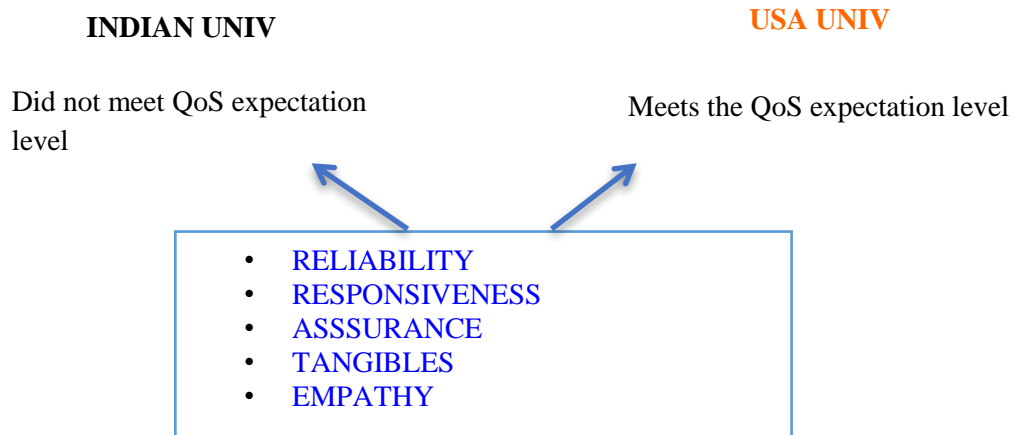 INDIAN UNIV
USA UNIV
Did not meet QoS expectation
level
Meets the QoS expectation level
• RELIABILITY
• RESPONSIVENESS
• ASSSURANCE
• TANGIBLES
• EMPATHY